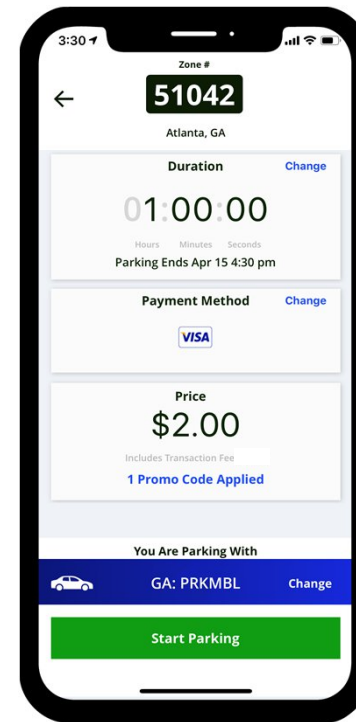 3:30
Zone #
51042
Atlanta, GA
Duration Change
01:00:00
Hours Minutes Seconds
Parking Ends Apr 15 4:30 pm
Payment Method Change
VISA
Price
$2.00
Includes Transaction Fee
1 Promo Code Applied
You Are Parking With
GA: PRKMBL Change
Start Parking